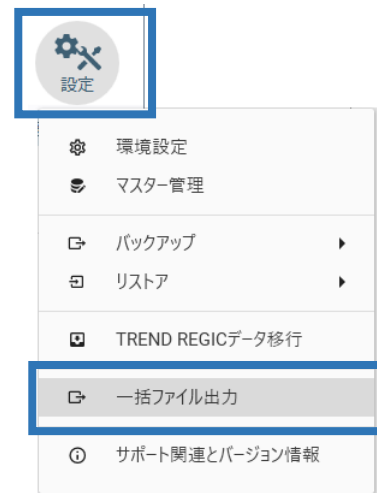 設定
環境設定
マスター管理
バックアップ
リストア
TREND REGICデータ移行
一括ファイル出力
サポート関連とバージョン情報